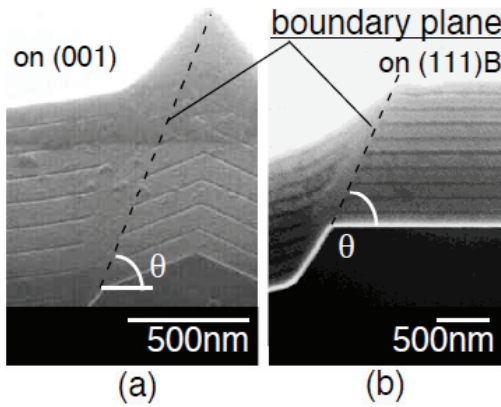 boundary plane
on (001)
on (111)B
θ
θ
500nm
500nm
(a)
(b)